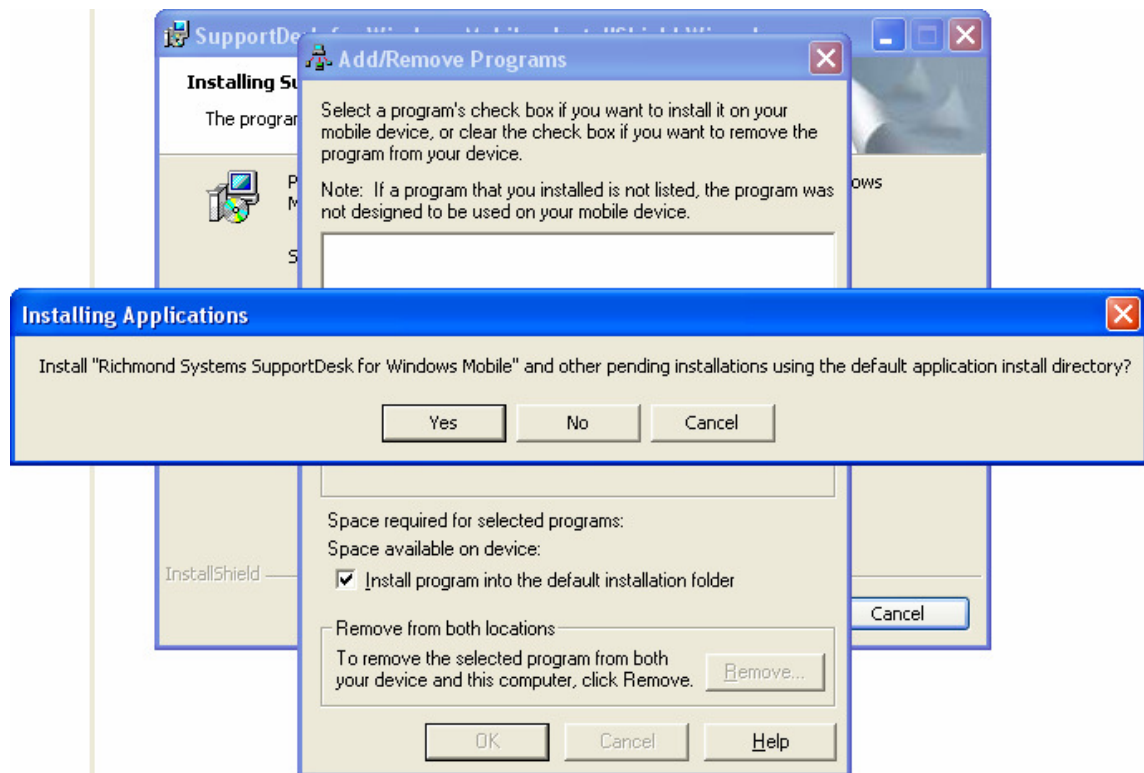 SupportDe
Installing Su
The progran
P
M
ows
S
InstallShield
Cancel
Add/Remove Programs
Select a program's check box if you want to install it on your
mobile device, or clear the check box if you want to remove the
program from your device.
Note: If a program that you installed is not listed, the program was
not designed to be used on your mobile device.
Installing Applications
Install "Richmond Systems SupportDesk for Windows Mobile" and other pending installations using the default application install directory?
Yes No Cancel
Space required for selected programs:
Space available on device:
Install program into the default installation folder
Remove from both locations
To remove the selected program from both
your device and this computer, click Remove.
Remove...
OK Cancel Help